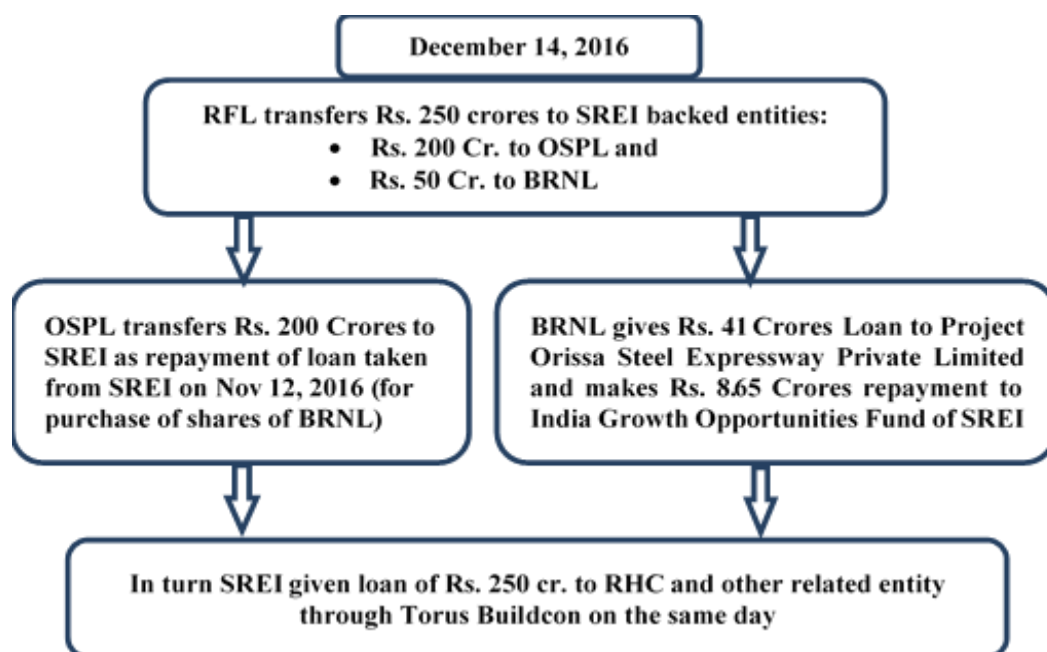 December 14, 2016
RFL transfers Rs. 250 crores to SREI backed entities:
• Rs. 200 Cr. to OSPL and
• Rs. 50 Cr. to BRNL
OSPL transfers Rs. 200 Crores to
SREI as repayment of loan taken
from SREI on Nov 12, 2016 (for
purchase of shares of BRNL)
BRNL gives Rs. 41 Crores Loan to Project
Orissa Steel Expressway Private Limited
and makes Rs. 8.65 Crores repayment to
India Growth Opportunities Fund of SREI
In turn SREI given loan of Rs. 250 cr. to RHC and other related entity
through Torus Buildcon on the same day